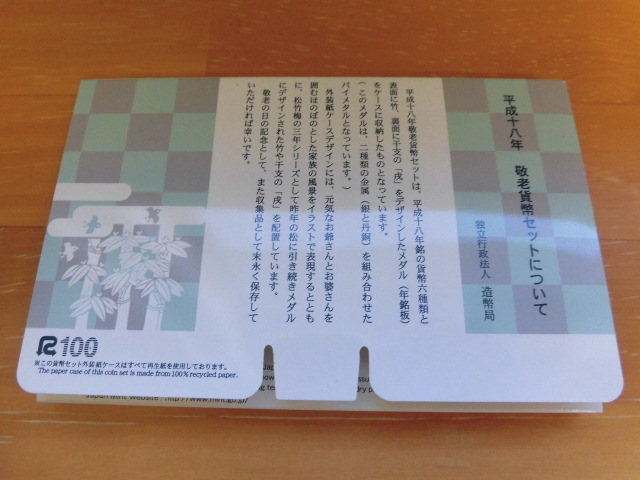 平成十八年 敬老貨幣セットについて
独立行政法人 造幣局
平成十八年敬老貨幣セットは、平成十八年銘の貨幣六種類と
表面に竹、裏面に干支の「戌」をデザインしたメダル（年銘板）
をケースに収納したものとなっています。
（このメダルは、二種類の金属（銀と丹銅）を組み合わせた
バイメタルとなっています。）
外装紙ケースデザインには、元気なお爺さんとお婆さんを
囲むほのぼのとした家族の風景をイラストで表現するととも
に、松竹梅の三年シリーズとして昨年の松に引き続きメダル
にデザインされた竹や干支の「戌」を配置しています。
敬老の日の記念として、また収集品として末永く保存して
いただければ幸いです。
R100
※この貨幣セット外装紙ケースはすべて再生紙を使用しております。
The paper case of this coin set is made from 100% recycled paper.
Japan Mint website : http://www.mint.go.jp/